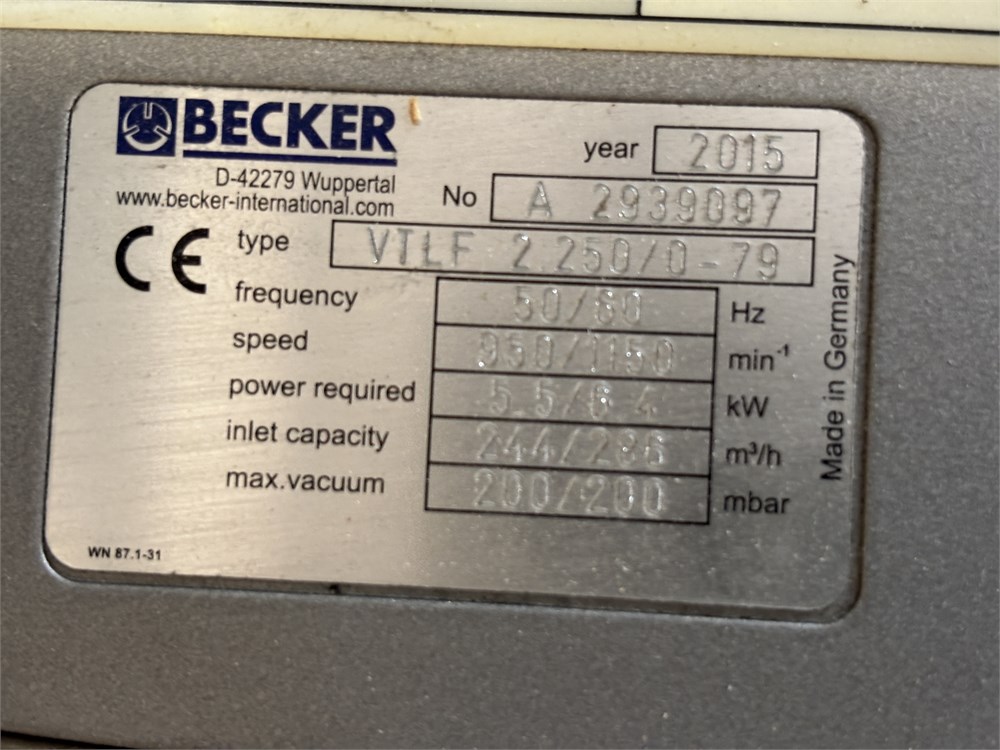 BECKER
D-42279 Wuppertal
www.becker-international.com
year 2015
No A 2939097
CE type VTLF 2.250/0-79
frequency 50/60 Hz
speed 950/1150 min⁻¹
power required 5.5/6.4 kW
inlet capacity 244/286 m³/h
max.vacuum 200/200 mbar
WN 87.1-31
Made in Germany